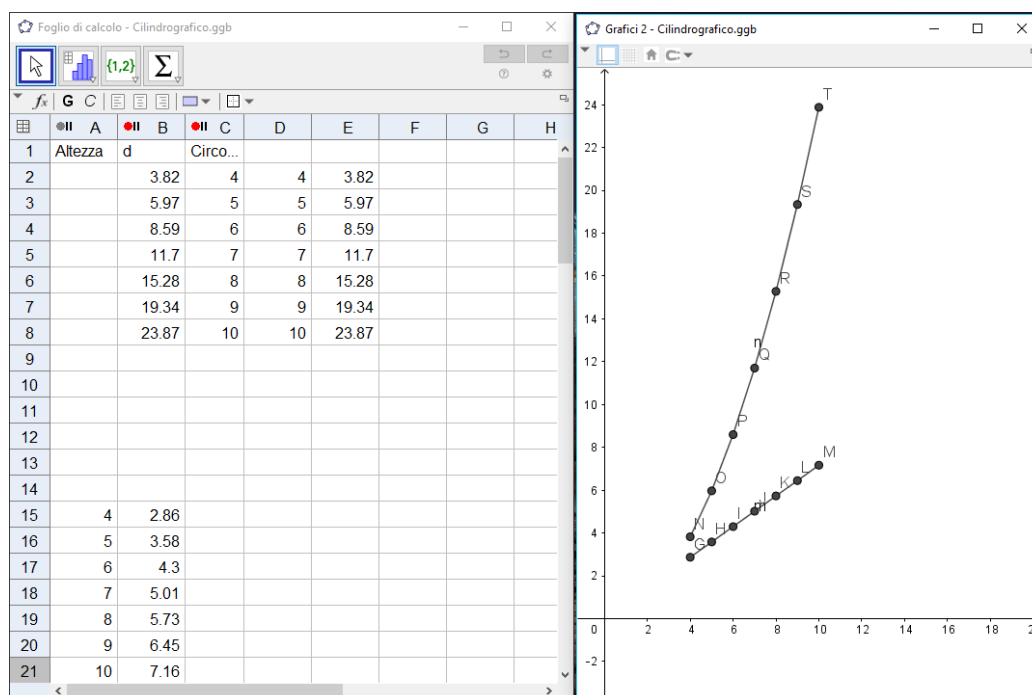 Foglio di calcolo - Cilindrografico.ggb
{1,2} Σ
fx G C
A B C D E F G H
1 Altezza d Circo...
2 3.82 4 4 3.82
3 5.97 5 5 5.97
4 8.59 6 6 8.59
5 11.7 7 7 11.7
6 15.28 8 8 15.28
7 19.34 9 9 19.34
8 23.87 10 10 23.87
9
10
11
12
13
14
15 4 2.86
16 5 3.58
17 6 4.3
18 7 5.01
19 8 5.73
20 9 6.45
21 10 7.16
Grafici 2 - Cilindrografico.ggb
T
24
22
20
S
18
16
R
14
12
n
Q
10
P
8
M
L
6
O
K
J
I
H
4
N
G
2
0 2 4 6 8 10 12 14 16 18
-2